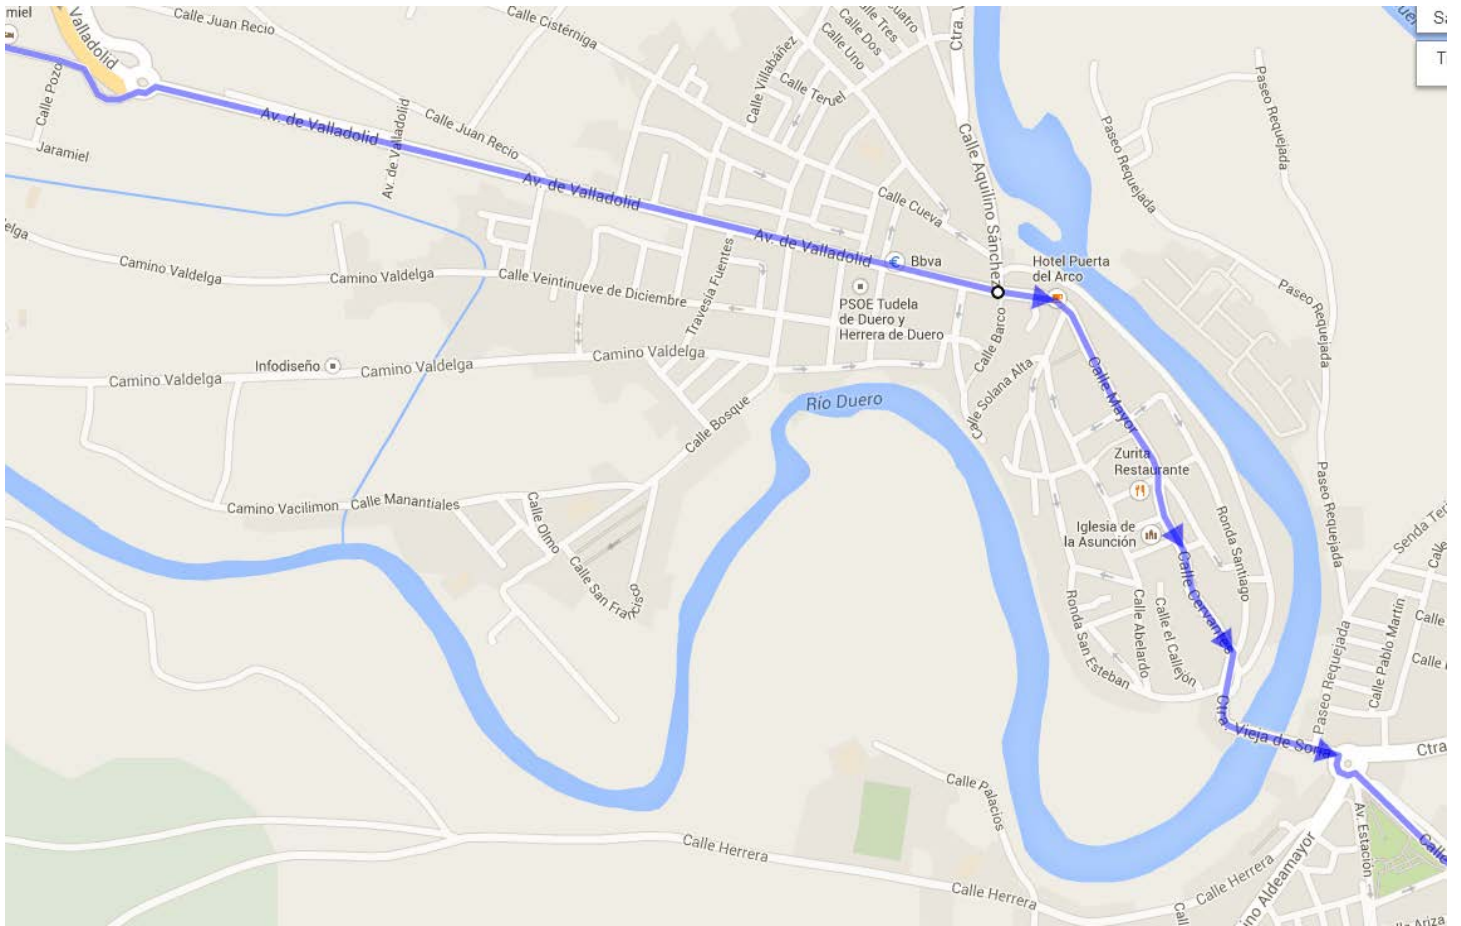 miel
Valladolid
Calle Juan Recio
Calle Cistérniga
Calle Tres
Calle Dos
Calle Uno
Calle Villabáñez
Calle Teruel
Calle Pozo
Jaramiel
Av. de Valladolid
Av. de Valladolid
Calle Juan Recio
Av. de Valladolid
Calle Cueva
Calle Aquilino Sánchez
Paseo Requejada
Paseo Requejada
Av. de Valladolid
Bbva
Hotel Puerta
del Arco
Camino Valdelga
Camino Valdelga
Calle Veintinueve de Diciembre
Travesía Fuentes
PSOE Tudela
de Duero y
Herrera de Duero
Calle Barco
Paseo Requejada
Infodiseño
Camino Valdelga
Camino Valdelga
Camino Valdelga
Calle Solana Alta
Calle Mayor
Río Duero
Calle Bosque
Zurita
Restaurante
Paseo Requejada
Camino Vacilimon
Calle Manantiales
Calle Olmo
Calle San Francisco
Iglesia de
la Asunción
Ronda Santiago
Calle Cervantes
Ronda San Esteban
Calle Abelardo
Calle el Callejón
Paseo Requejada
Calle Pablo Martín
Calle
Ctra. Vieja de Soria
Ctra
Calle Palacios
Calle Herrera
Calle Herrera
Calle Herrera
Av. Estación
Calle